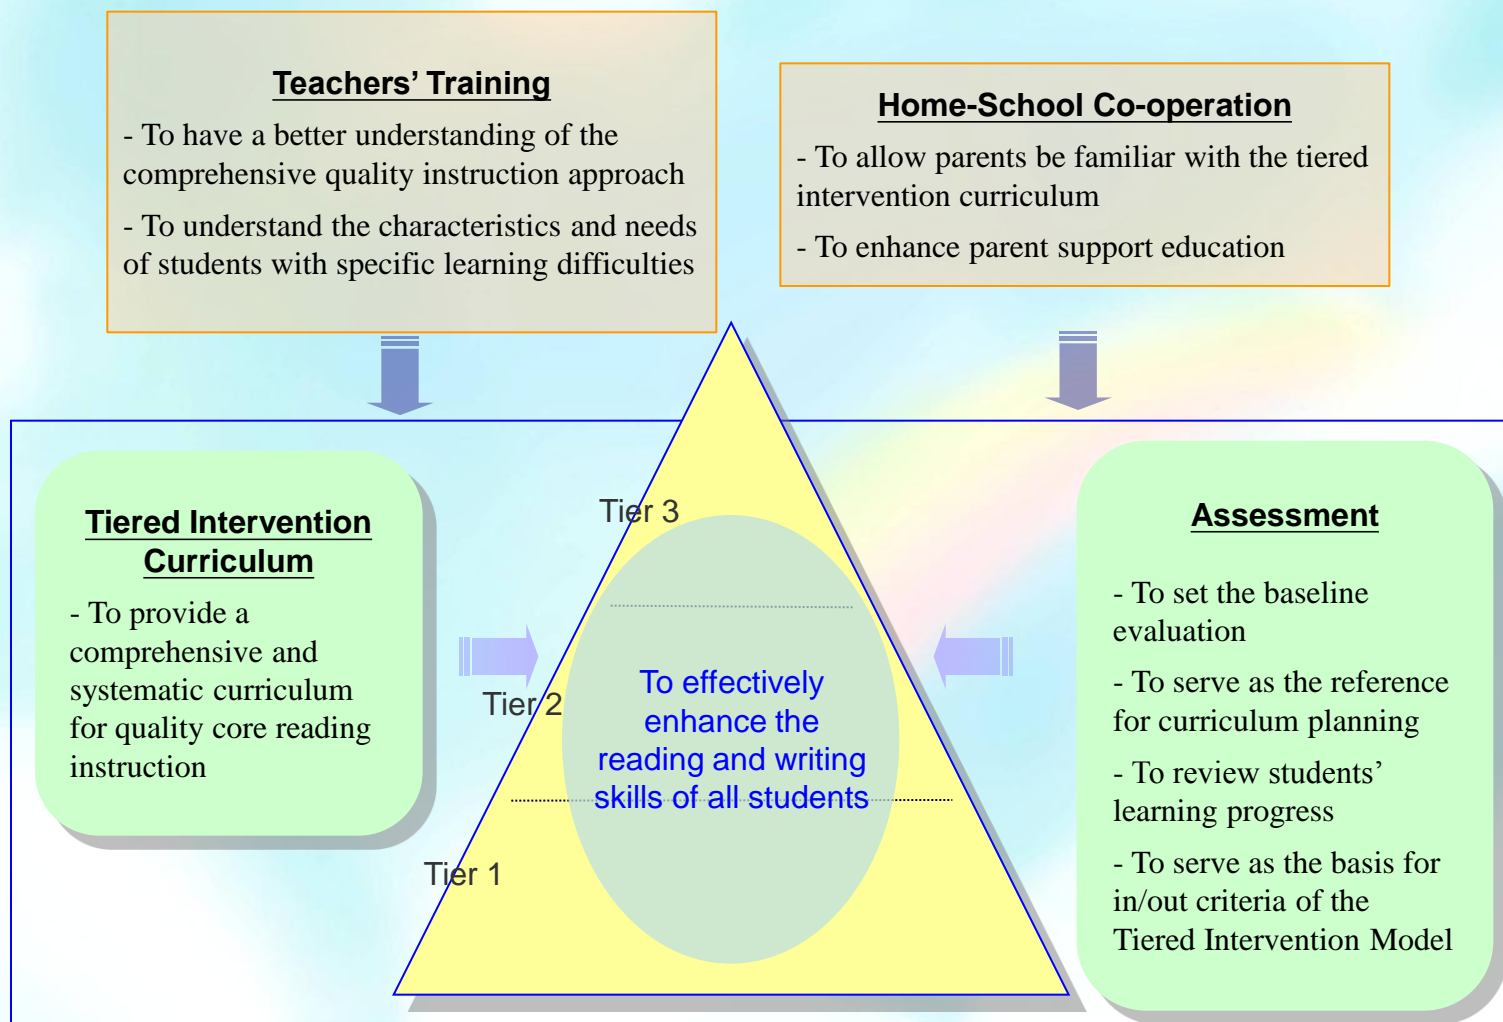 Teachers’ Training
- To have a better understanding of the
comprehensive quality instruction approach
- To understand the characteristics and needs
of students with specific learning difficulties
Home-School Co-operation
- To allow parents be familiar with the tiered
intervention curriculum
- To enhance parent support education
Tiered Intervention
Curriculum
- To provide a
comprehensive and
systematic curriculum
for quality core reading
instruction
Tier 3
Tier 2
Tier 1
To effectively
enhance the
reading and writing
skills of all students
Assessment
- To set the baseline
evaluation
- To serve as the reference
for curriculum planning
- To review students’
learning progress
- To serve as the basis for
in/out criteria of the
Tiered Intervention Model